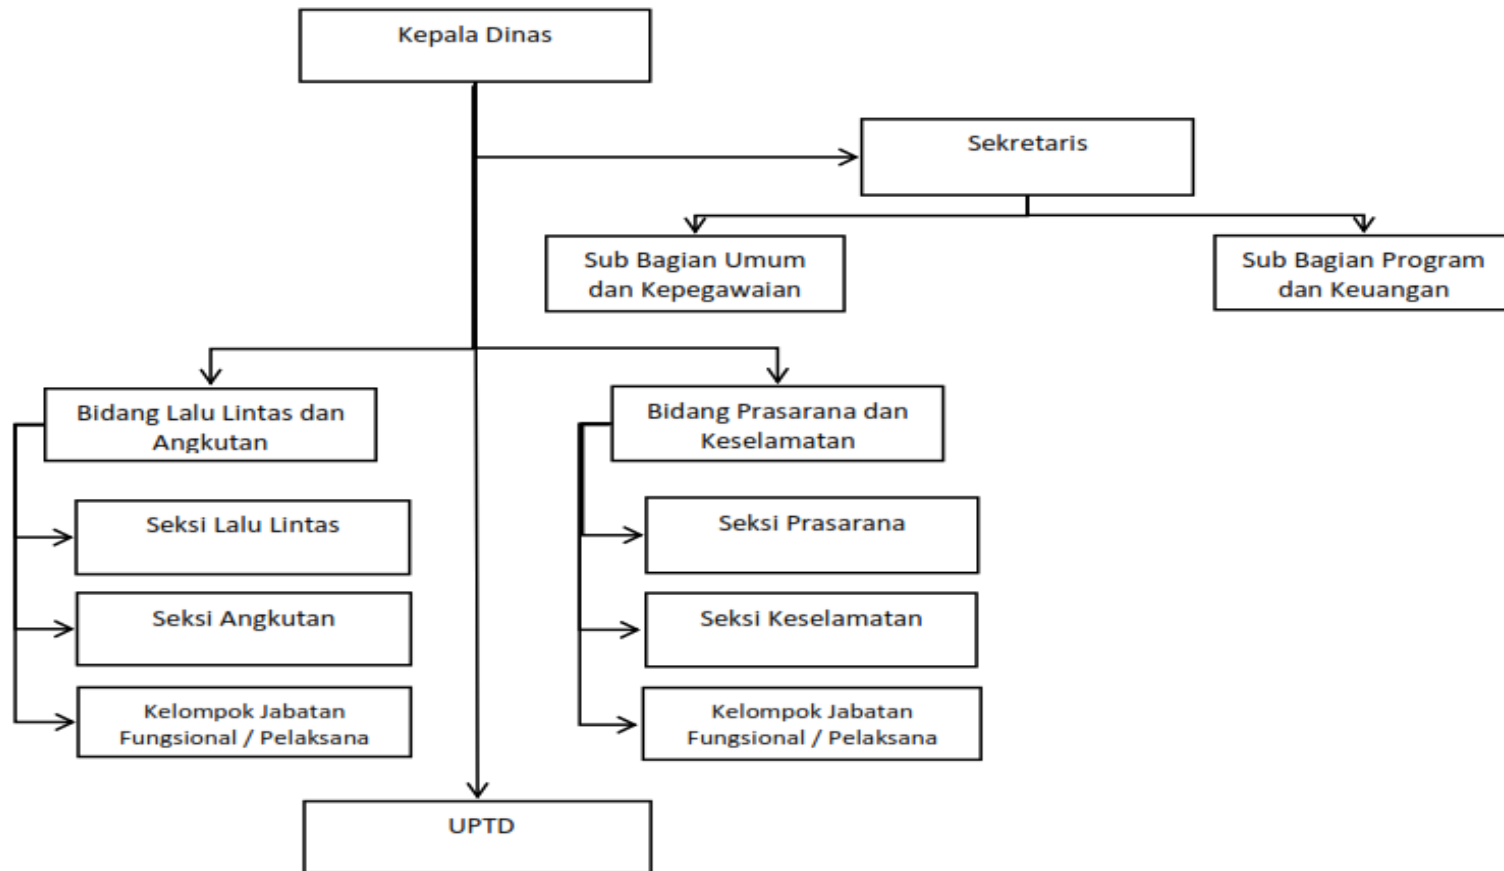 Kepala Dinas
Sekretaris
Sub Bagian Umum
dan Kepegawaian
Sub Bagian Program
dan Keuangan
Bidang Lalu Lintas dan
Angkutan
Bidang Prasarana dan
Keselamatan
Seksi Lalu Lintas
Seksi Prasarana
Seksi Angkutan
Seksi Keselamatan
Kelompok Jabatan
Fungsional / Pelaksana
Kelompok Jabatan
Fungsional / Pelaksana
UPTD